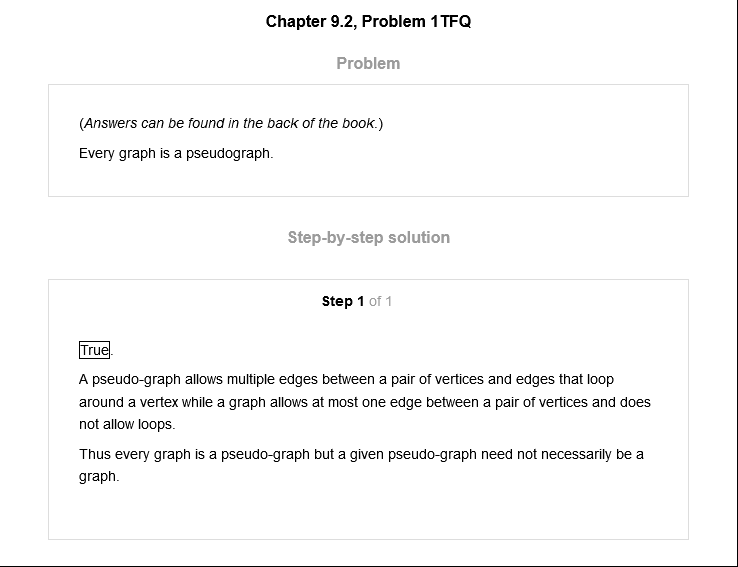 Chapter 9.2, Problem 1TFQ
Problem
(Answers can be found in the back of the book.)
Every graph is a pseudograph.
Step-by-step solution
Step 1 of 1
True.
A pseudo-graph allows multiple edges between a pair of vertices and edges that loop
around a vertex while a graph allows at most one edge between a pair of vertices and does
not allow loops.
Thus every graph is a pseudo-graph but a given pseudo-graph need not necessarily be a
graph.